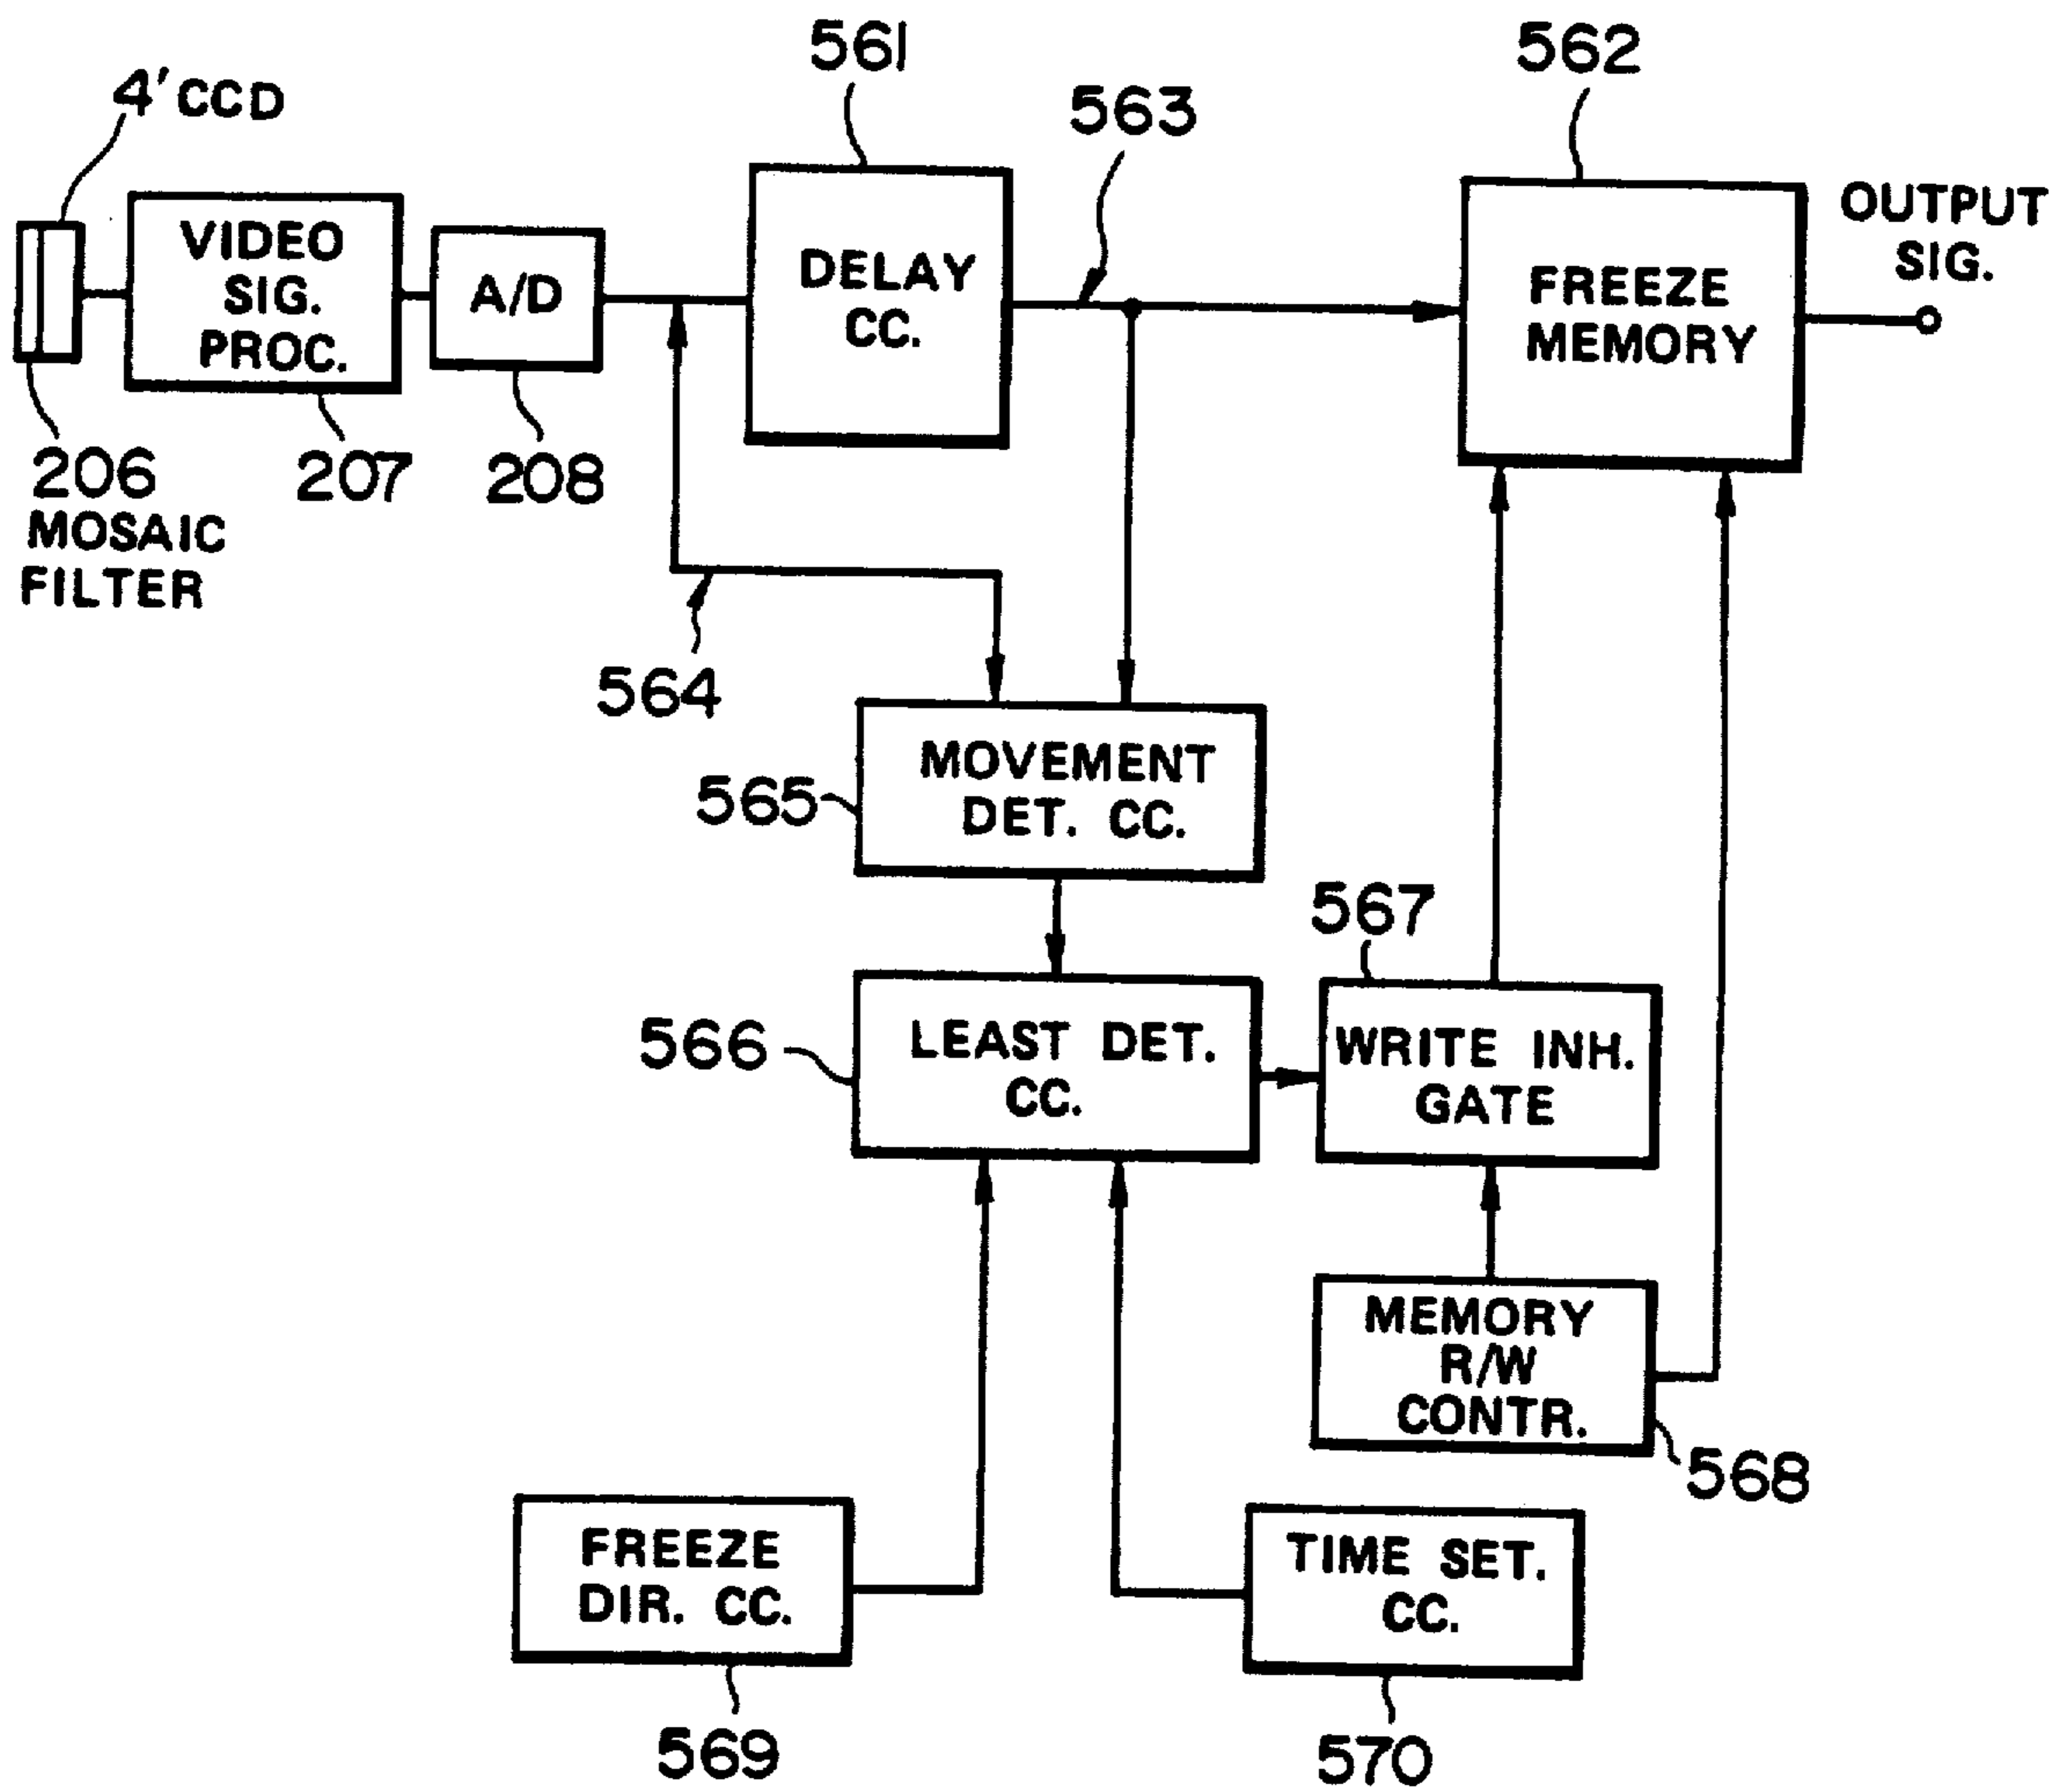 561
562
4' CCD
563
OUTPUT
SIG.
VIDEO
SIG.
PROC.
A/D
DELAY
CC.
FREEZE
MEMORY
206
MOSAIC
FILTER
207
208
564
565
MOVEMENT
DET. CC.
567
566
LEAST DET.
CC.
WRITE INH.
GATE
MEMORY
R/W
CONTR.
568
FREEZE
DIR. CC.
TIME SET.
CC.
569
570